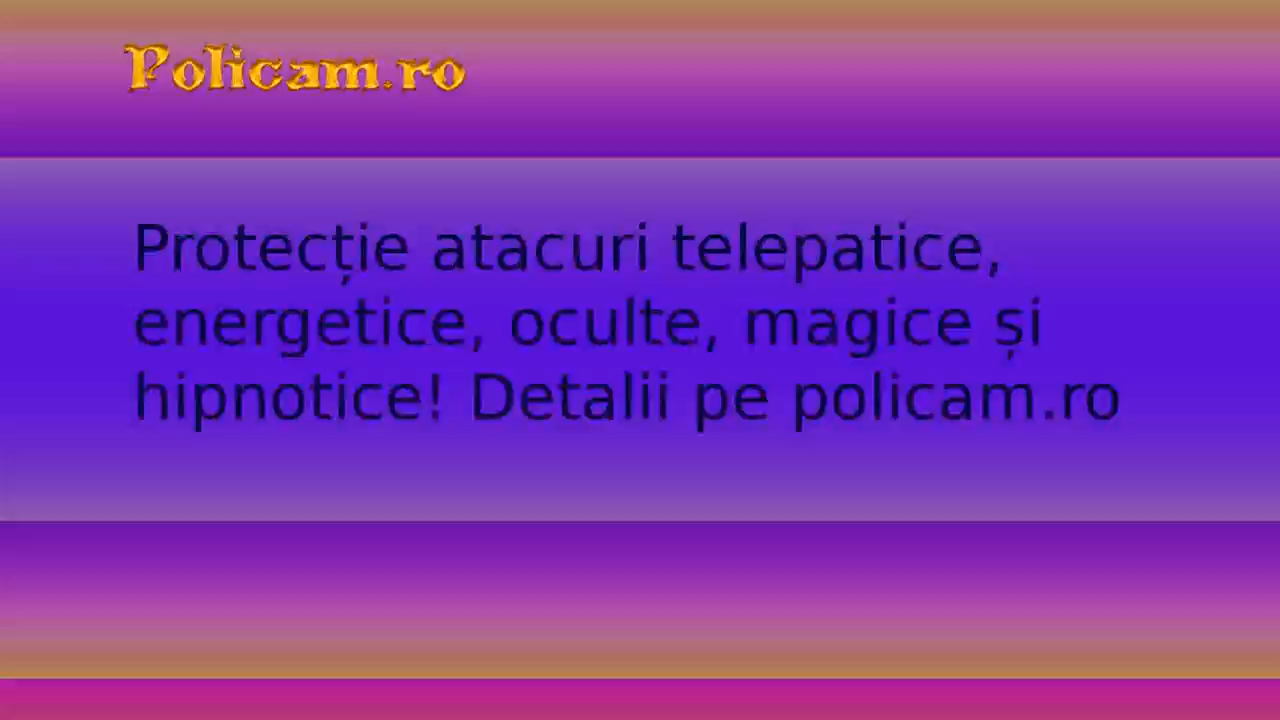 Policam.ro
Protecție atacuri telepatice,
energetice, oculte, magice și
hipnotice! Detalii pe policam.ro